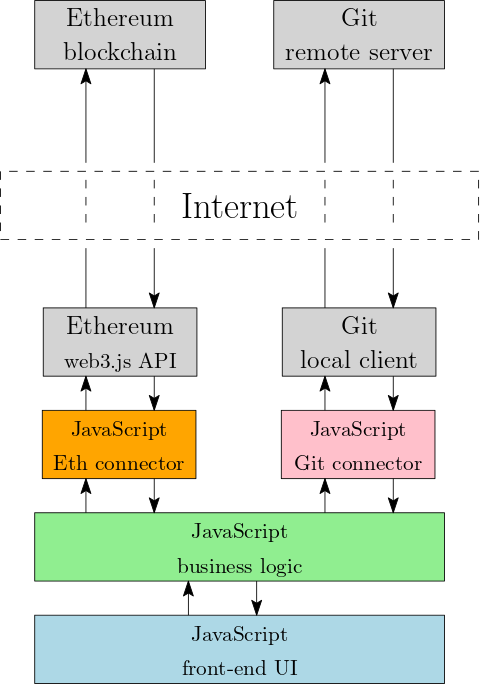 Ethereum
blockchain
Git
remote server
Internet
Ethereum
web3.js API
Git
local client
JavaScript
Eth connector
JavaScript
Git connector
JavaScript
business logic
JavaScript
front-end UI